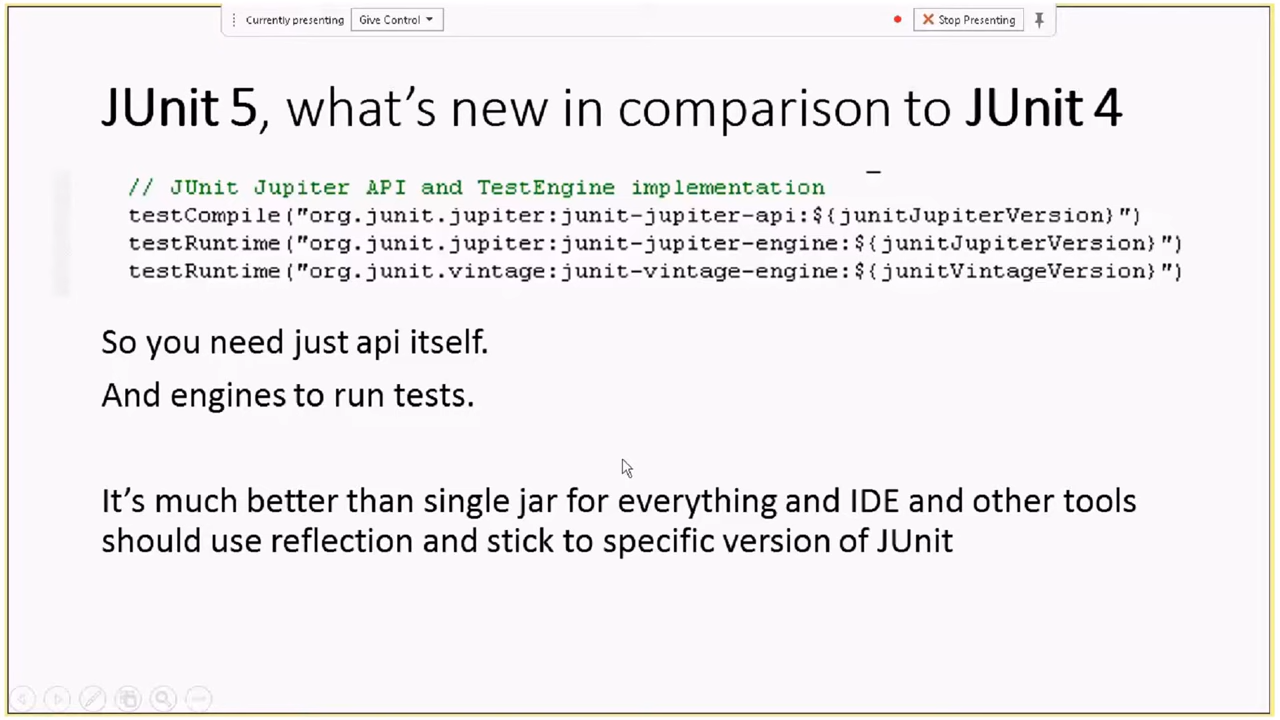 Currently presenting Give Control Stop Presenting
JUnit 5, what's new in comparison to JUnit 4
// JUnit Jupiter API and TestEngine implementation
testCompile("org.junit.jupiter:junit-jupiter-api:${junitJupiterVersion}")
testRuntime("org.junit.jupiter:junit-jupiter-engine:${junitJupiterVersion}")
testRuntime("org.junit.vintage:junit-vintage-engine:${junitVintageVersion}")
So you need just api itself.
And engines to run tests.
It's much better than single jar for everything and IDE and other tools
should use reflection and stick to specific version of JUnit